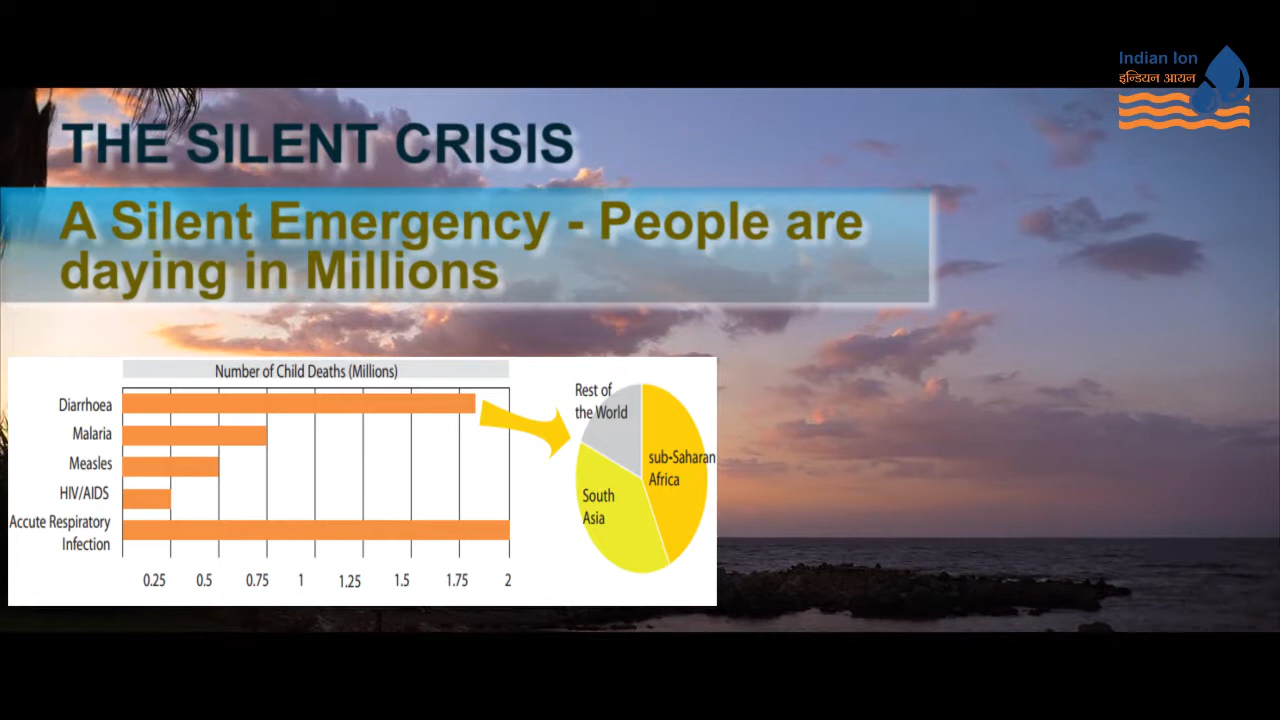 Indian Ion
इन्डियन आयन
THE SILENT CRISIS
A Silent Emergency - People are
daying in Millions
Number of Child Deaths (Millions)
Diarrhoea
Malaria
Measles
HIV/AIDS
Accute Respiratory
Infection
0.25 0.5 0.75 1 1.25 1.5 1.75 2
Rest of
the World
sub-Saharan
Africa
South
Asia